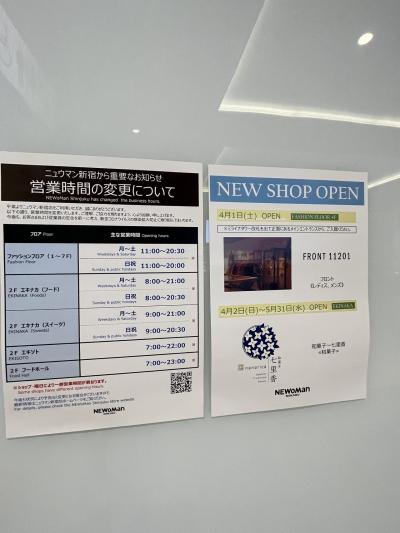 ニュウマン新宿から重要なお知らせ
営業時間の変更について
NEWoMan Shinjuku has changed the business hours.
フロア Floor
主な営業時間 Opening hours
ファッションフロア(1〜7F)
Fashion Floor
月〜土
Weekdays & Saturday
11:00〜20:30
日祝
Sunday & public holidays
11:00〜20:00
2F エキナカ (Foods)
EKINAKA (Foods)
月〜土
Weekdays & Saturday
8:00〜21:00
日祝
Sunday & public holidays
8:00〜20:30
2F エキナカ(スイーツ)
EKINAKA (Sweets)
月〜土
Weekdays & Saturday
9:00〜21:00
日祝
Sunday & public holidays
9:00〜20:30
2F エキソト
EKISOTO
7:00〜22:00
2F フードホール
Food Hall
7:00〜23:00
※ショップ・曜日により一部営業時間が異なります。
Some shops have different opening hours.
NEWoMan
NEW SHOP OPEN
4月1日(土) OPEN FASHION FLOOR 4F
FRONT 11201
フロント
(レディス、メンズ)
4月2日(日)〜5月31日(水) OPEN EKINAKA
nanarica
七里香
和菓子 七里香
<和菓子>
NEWoMan